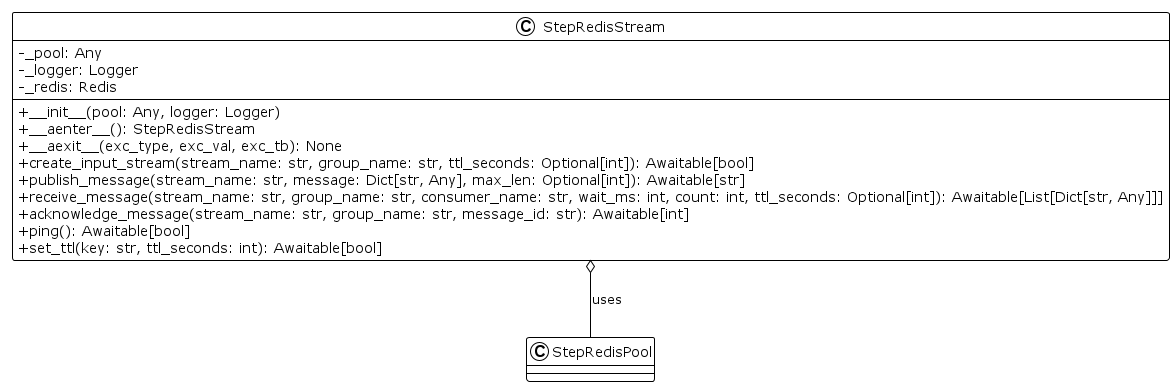 C StepRedisStream
-_pool: Any
-_logger: Logger
-_redis: Redis
+__init__(pool: Any, logger: Logger)
+__aenter__(): StepRedisStream
+__aexit__(exc_type, exc_val, exc_tb): None
+create_input_stream(stream_name: str, group_name: str, ttl_seconds: Optional[int]): Awaitable[bool]
+publish_message(stream_name: str, message: Dict[str, Any], max_len: Optional[int]): Awaitable[str]
+receive_message(stream_name: str, group_name: str, consumer_name: str, wait_ms: int, count: int, ttl_seconds: Optional[int]): Awaitable[List[Dict[str, Any]]]
+acknowledge_message(stream_name: str, group_name: str, message_id: str): Awaitable[int]
+ping(): Awaitable[bool]
+set_ttl(key: str, ttl_seconds: int): Awaitable[bool]
uses
C StepRedisPool